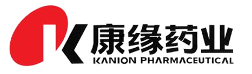 康缘药业
KANION PHARMACEUTICAL